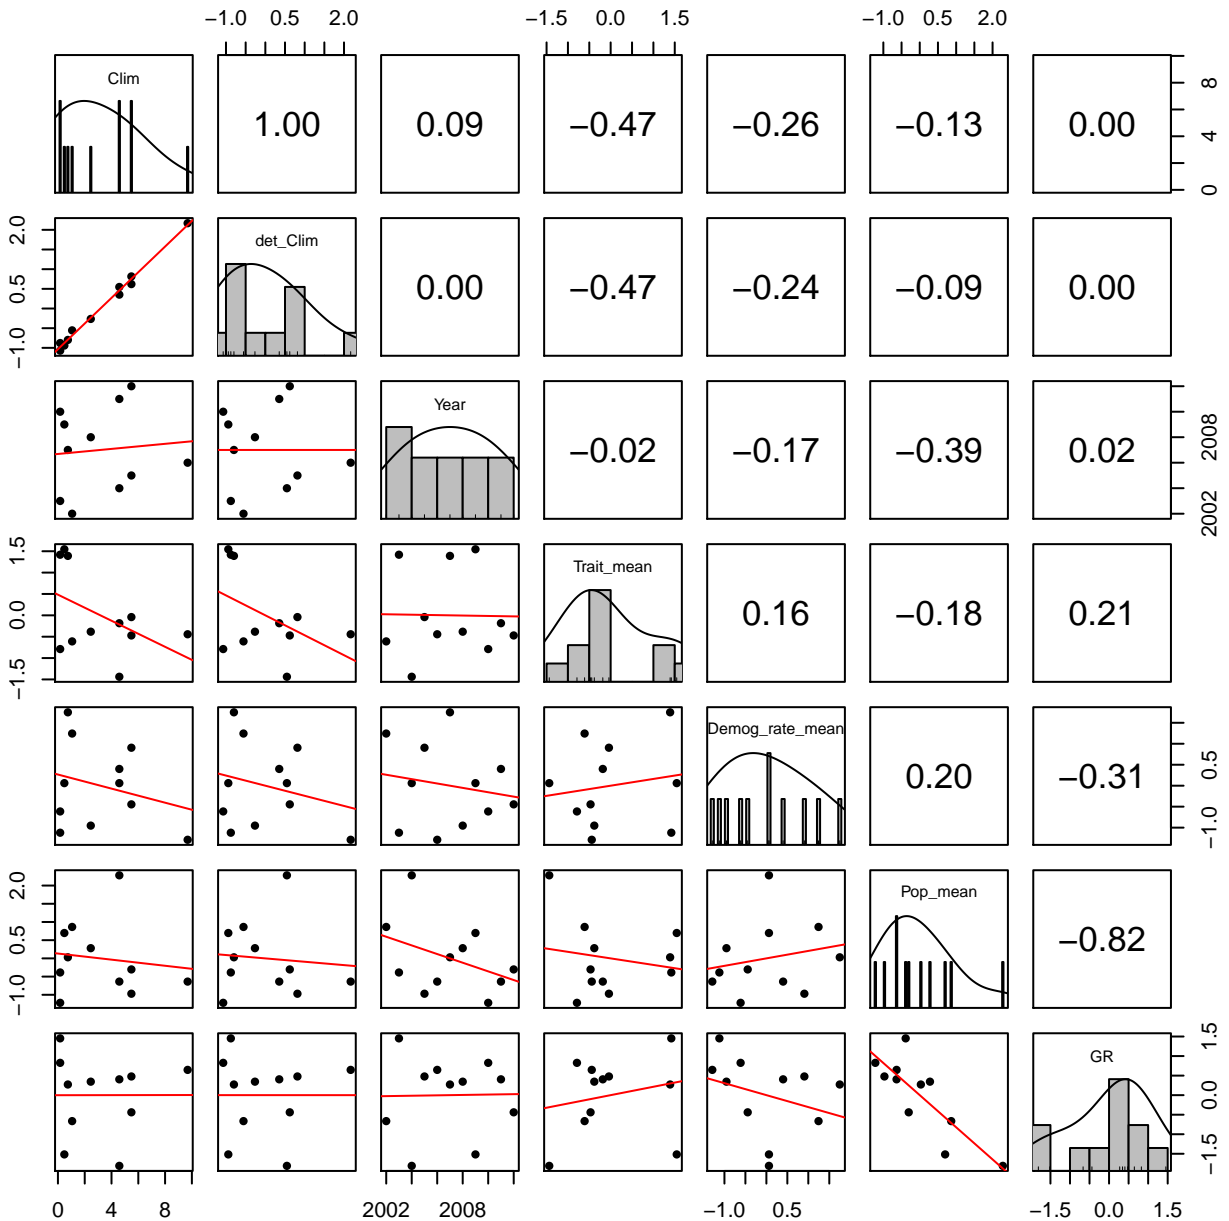 −1.0 0.5 2.0 −1.5 0.0 1.5 −1.0 0.5 2.0
Clim 1.00 0.09 −0.47 −0.26 −0.13 0.00 0 4 8
−1.0 0.5 2.0 det_Clim 0.00 −0.47 −0.24 −0.09 0.00
Year −0.02 −0.17 −0.39 0.02 2002 2008
−1.5 0.0 1.5 Trait_mean 0.16 −0.18 0.21
Demog_rate_mean 0.20 −0.31 −1.0 0.5
−1.0 0.5 2.0 Pop_mean −0.82
GR −1.5 0.0 1.5
0 4 8 2002 2008 −1.0 0.5 −1.5 0.0 1.5